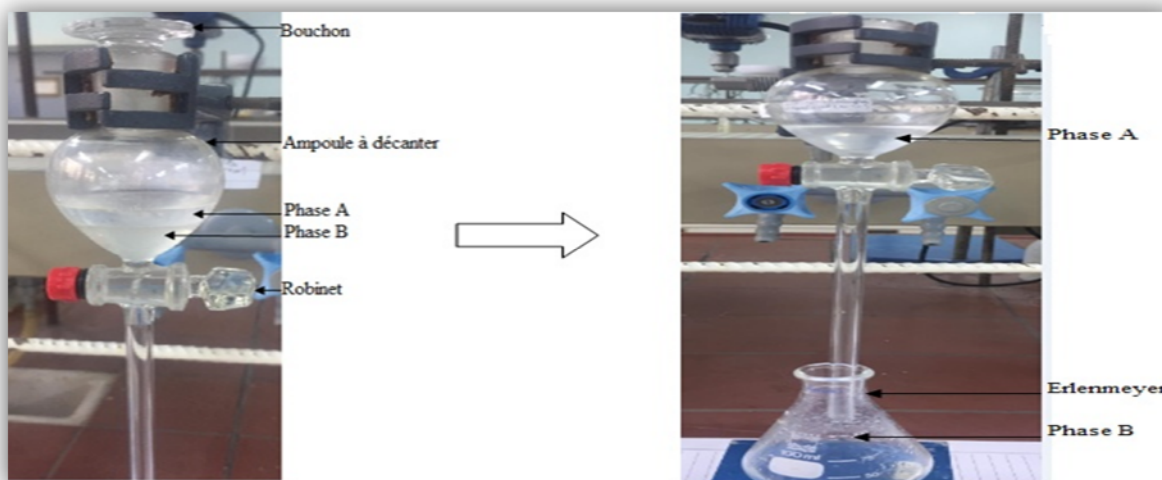 Bouchon
Ampoule à décanter
Phase A
Phase B
Robinet
Phase A
Erlenmeyer
Phase B